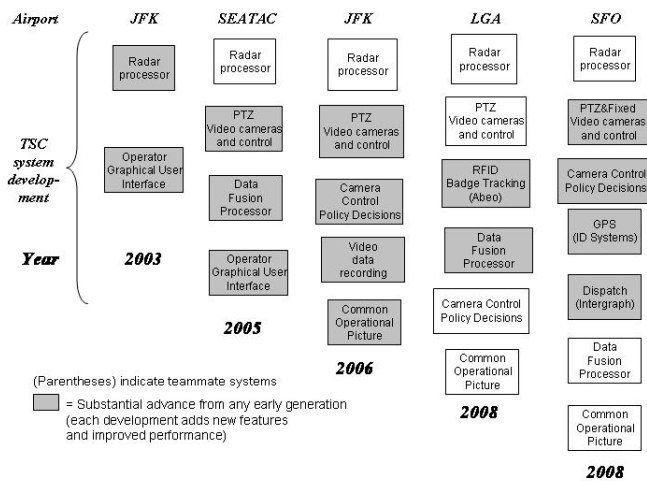 Airport
JFK
SEATAC
JFK
LGA
SFO
TSC
system
develop-
ment
Year
Radar
processor
Operator
Graphical User
Interface
2003
Radar
processor
PTZ
Video cameras
and control
Data
Fusion
Processor
Operator
Graphical User
Interface
2005
Radar
processor
PTZ
Video cameras
and control
Camera
Control
Policy Decisions
Video
data
recording
Common
Operational
Picture
2006
Radar
processor
PTZ
Video cameras
and control
RFID
Badge Tracking
(Abeo)
Data
Fusion
Processor
Camera Control
Policy Decisions
Common
Operational
Picture
2008
Radar
processor
PTZ&Fixed
Video cameras
and control
Camera Control
Policy Decisions
GPS
(ID Systems)
Dispatch
(Intergraph)
Data
Fusion
Processor
Common
Operational
Picture
2008
(Parentheses) indicate teammate systems
= Substantial advance from any early generation
(each development adds new features
and improved performance)